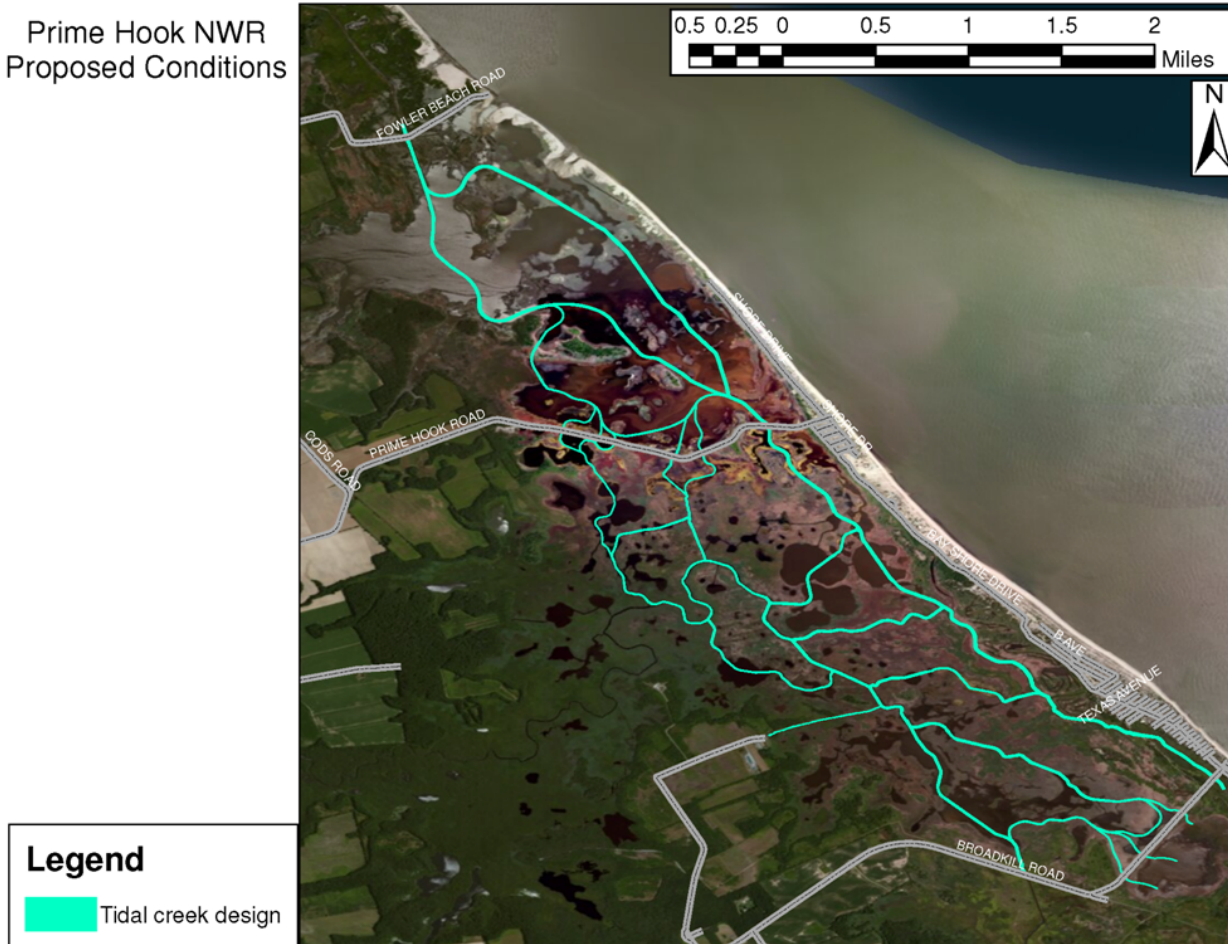 Prime Hook NWR
Proposed Conditions
0.5 0.25 0 0.5 1 1.5 2
Miles
N
FOWLER BEACH ROAD
SHORE DRIVE
SHORE DR
PRIME HOOK ROAD
CODS ROAD
BAY SHORE DRIVE
B AVE
TEXAS AVENUE
BROADKILL ROAD
Legend
Tidal creek design